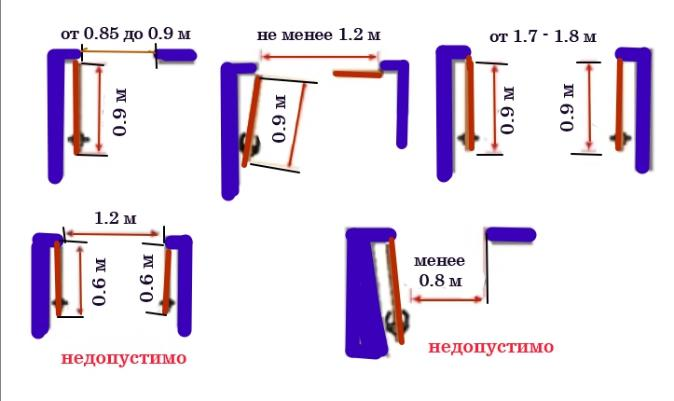 от 0.85 до 0.9 м
не менее 1.2 м
от 1.7 - 1.8 м
0.9 м
0.9 м
0.9 м
0.9 м
1.2 м
0.6 м
0.6 м
менее
0.8 м
недопустимо
недопустимо